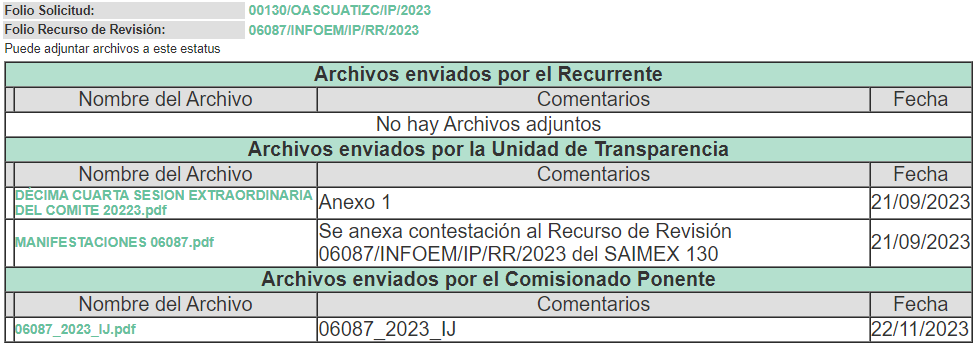 Folio Solicitud: 00130/OASCUATIZC/IP/2023
Folio Recurso de Revisión: 06087/INFOEM/IP/RR/2023
Puede adjuntar archivos a este estatus
Archivos enviados por el Recurrente
Nombre del Archivo Comentarios Fecha
No hay Archivos adjuntos
Archivos enviados por la Unidad de Transparencia
Nombre del Archivo Comentarios Fecha
DÉCIMA CUARTA SESION EXTRAORDINARIA
DEL COMITE 20223.pdf Anexo 1 21/09/2023
Se anexa contestación al Recurso de Revisión
MANIFESTACIONES 06087.pdf 21/09/2023
06087/INFOEM/IP/RR/2023 del SAIMEX 130
Archivos enviados por el Comisionado Ponente
Nombre del Archivo Comentarios Fecha
06087_2023_IJ.pdf 06087_2023_IJ 22/11/2023